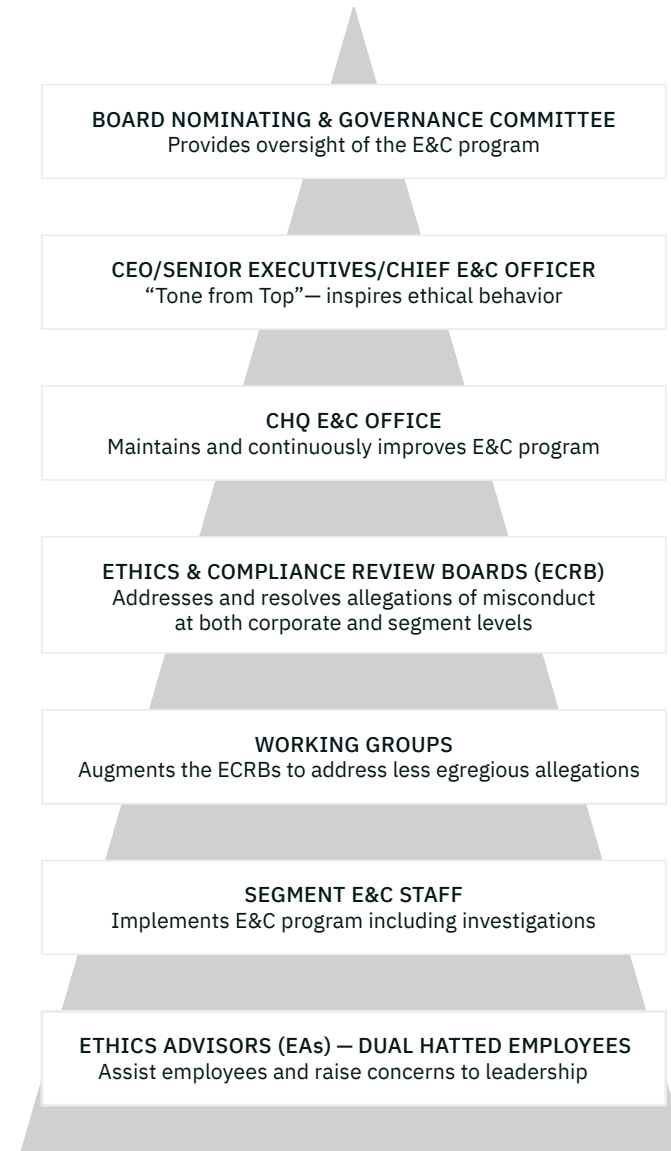 BOARD NOMINATING & GOVERNANCE COMMITTEE
Provides oversight of the E&C program
CEO/SENIOR EXECUTIVES/CHIEF E&C OFFICER
“Tone from Top”— inspires ethical behavior
CHQ E&C OFFICE
Maintains and continuously improves E&C program
ETHICS & COMPLIANCE REVIEW BOARDS (ECRB)
Addresses and resolves allegations of misconduct
at both corporate and segment levels
WORKING GROUPS
Augments the ECRBs to address less egregious allegations
SEGMENT E&C STAFF
Implements E&C program including investigations
ETHICS ADVISORS (EAs) — DUAL HATTED EMPLOYEES
Assist employees and raise concerns to leadership